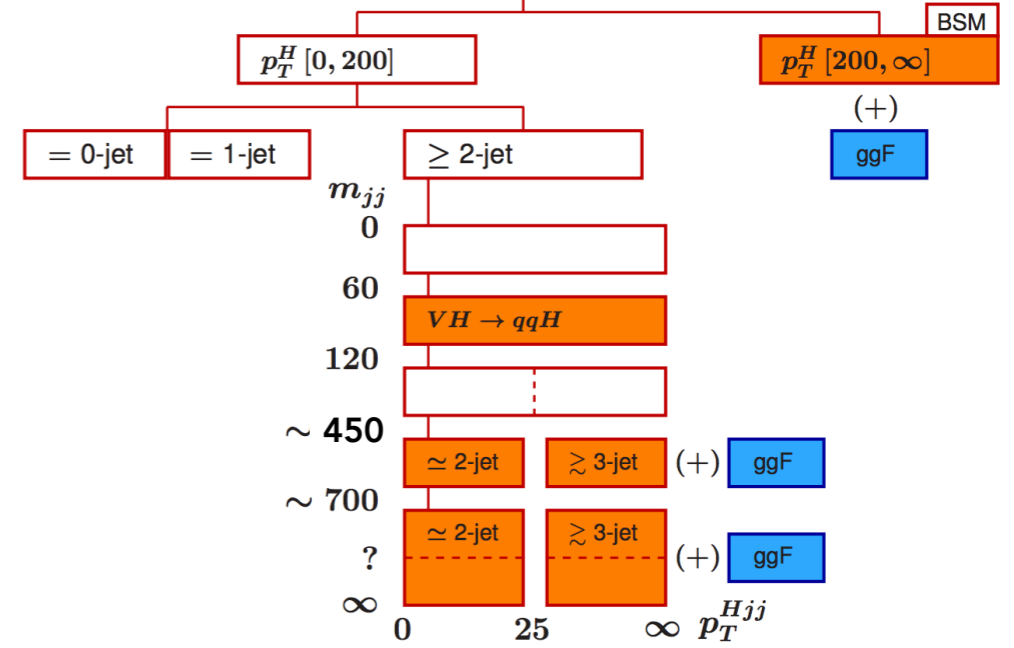 BSM
p_T^H [0, 200]
p_T^H [200, ∞]
(+)
= 0-jet
= 1-jet
≥ 2-jet
ggF
m_jj
0
60
VH → qqH
120
∼ 450
≃ 2-jet
≳ 3-jet
(+)
ggF
∼ 700
≃ 2-jet
≳ 3-jet
?
(+)
ggF
∞
0
25
∞
p_T^Hjj